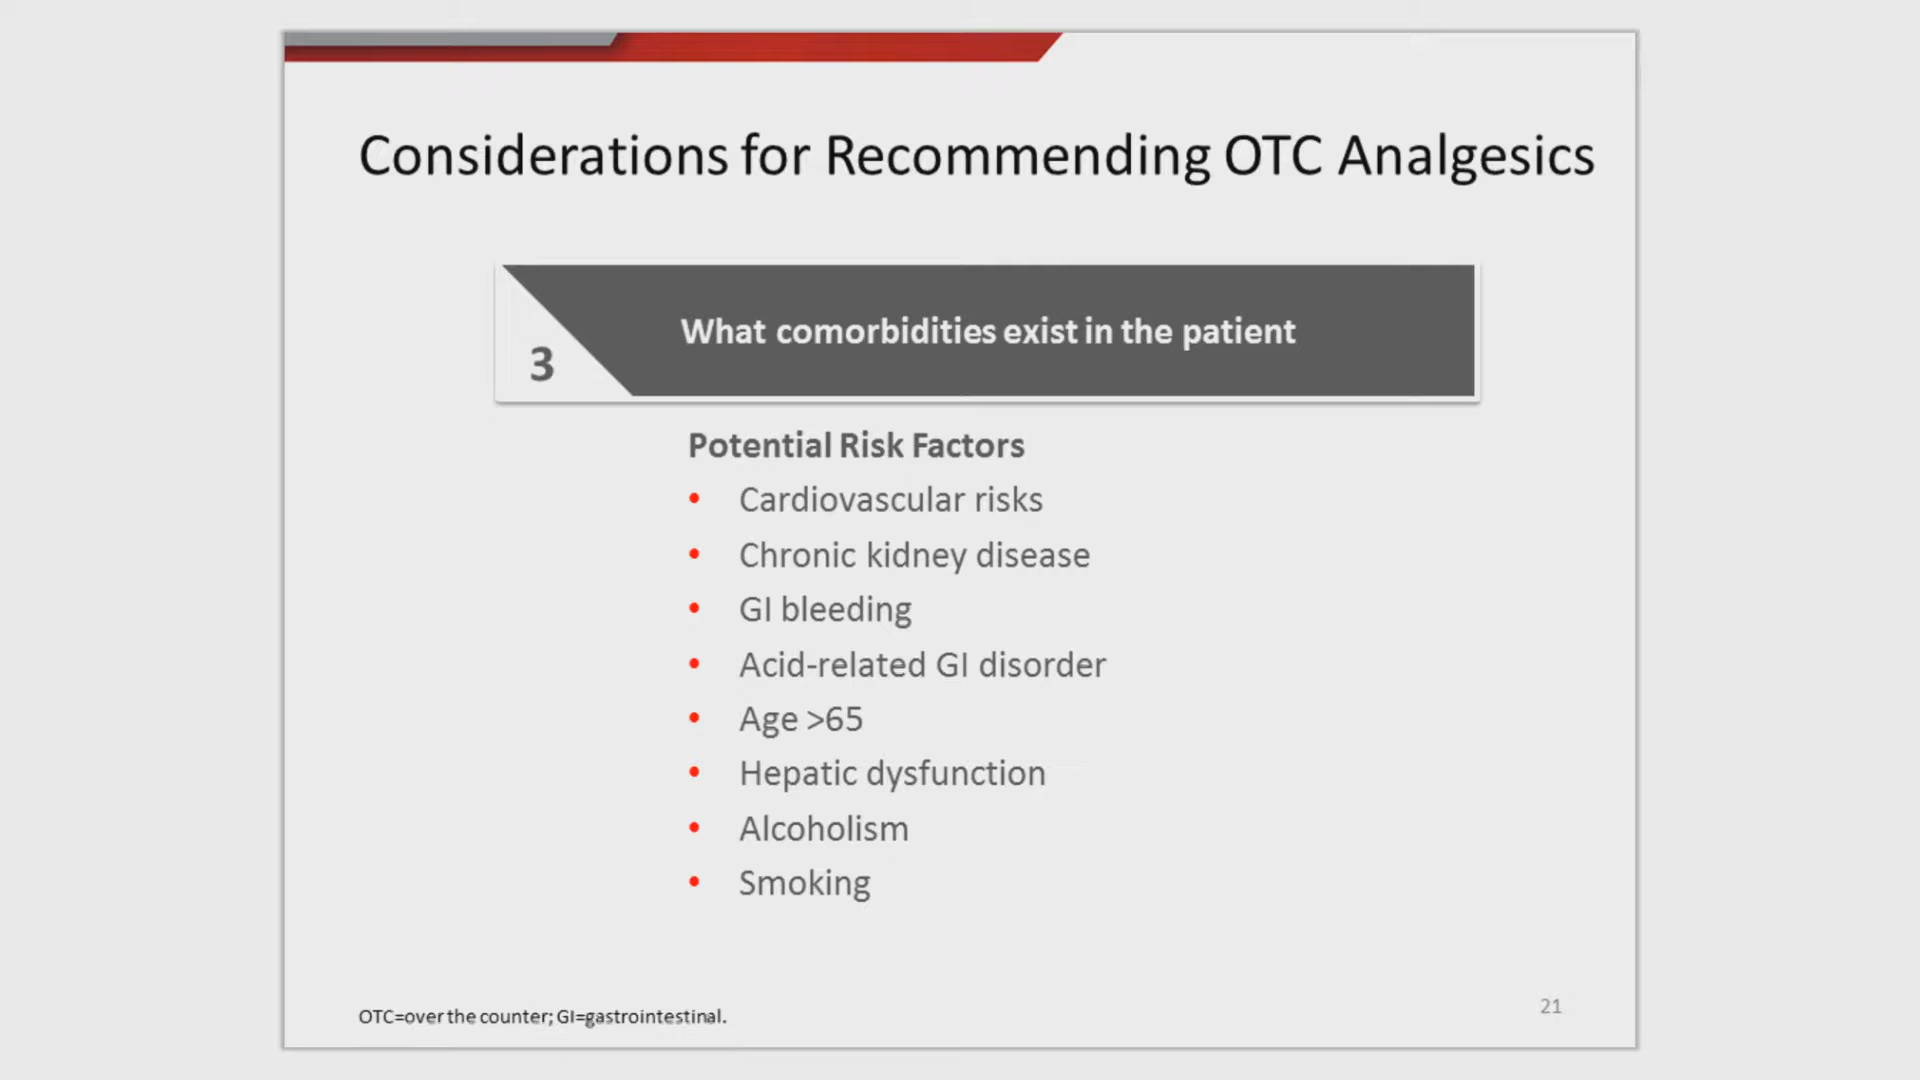 Considerations for Recommending OTC Analgesics
3
What comorbidities exist in the patient
Potential Risk Factors
• Cardiovascular risks
• Chronic kidney disease
• GI bleeding
• Acid-related GI disorder
• Age >65
• Hepatic dysfunction
• Alcoholism
• Smoking
OTC=over the counter; GI=gastrointestinal.
21